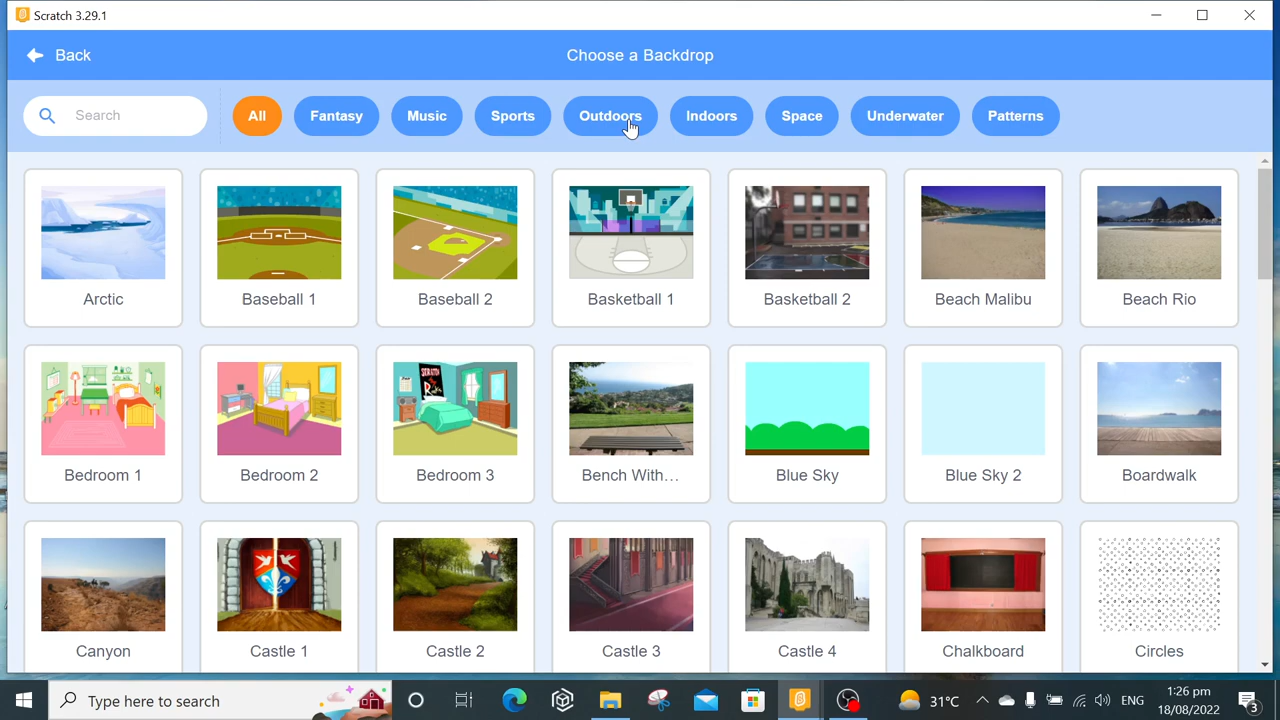 Scratch 3.29.1
Back
Choose a Backdrop
Search
All
Fantasy
Music
Sports
Outdoors
Indoors
Space
Underwater
Patterns
Arctic
Baseball 1
Baseball 2
Basketball 1
Basketball 2
Beach Malibu
Beach Rio
Bedroom 1
Bedroom 2
Bedroom 3
Bench With...
Blue Sky
Blue Sky 2
Boardwalk
Canyon
Castle 1
Castle 2
Castle 3
Castle 4
Chalkboard
Circles
Type here to search
31°C
ENG
1:26 pm
18/08/2022
3